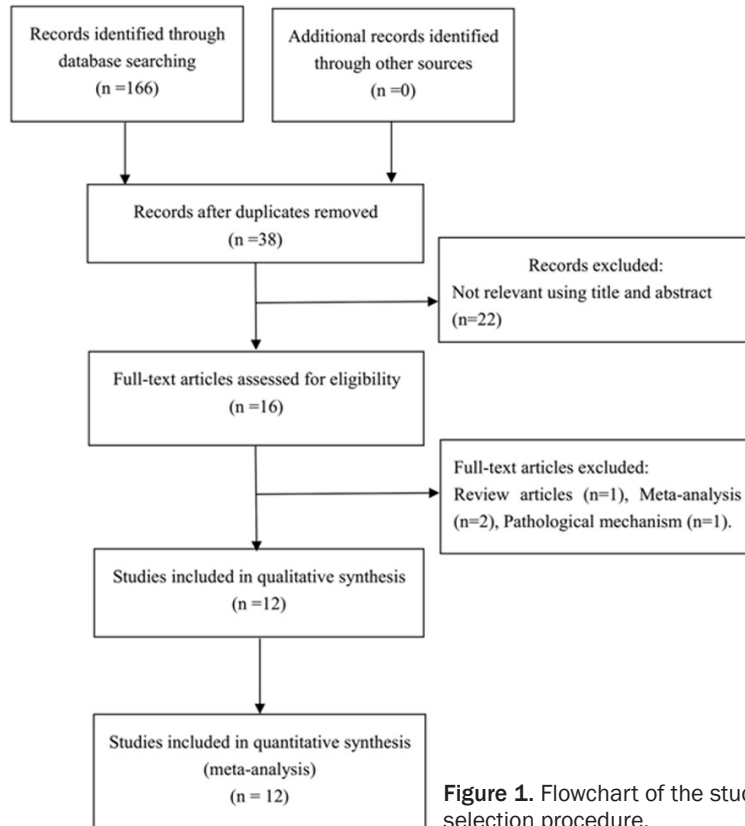 Records identified through
database searching
(n =166)
Additional records identified
through other sources
(n =0)
Records after duplicates removed
(n =38)
Records excluded:
Not relevant using title and abstract
(n=22)
Full-text articles assessed for eligibility
(n =16)
Full-text articles excluded:
Review articles (n=1), Meta-analysis
(n=2), Pathological mechanism (n=1).
Studies included in qualitative synthesis
(n =12)
Studies included in quantitative synthesis
(meta-analysis)
(n = 12)
Figure 1. Flowchart of the
selection procedure.